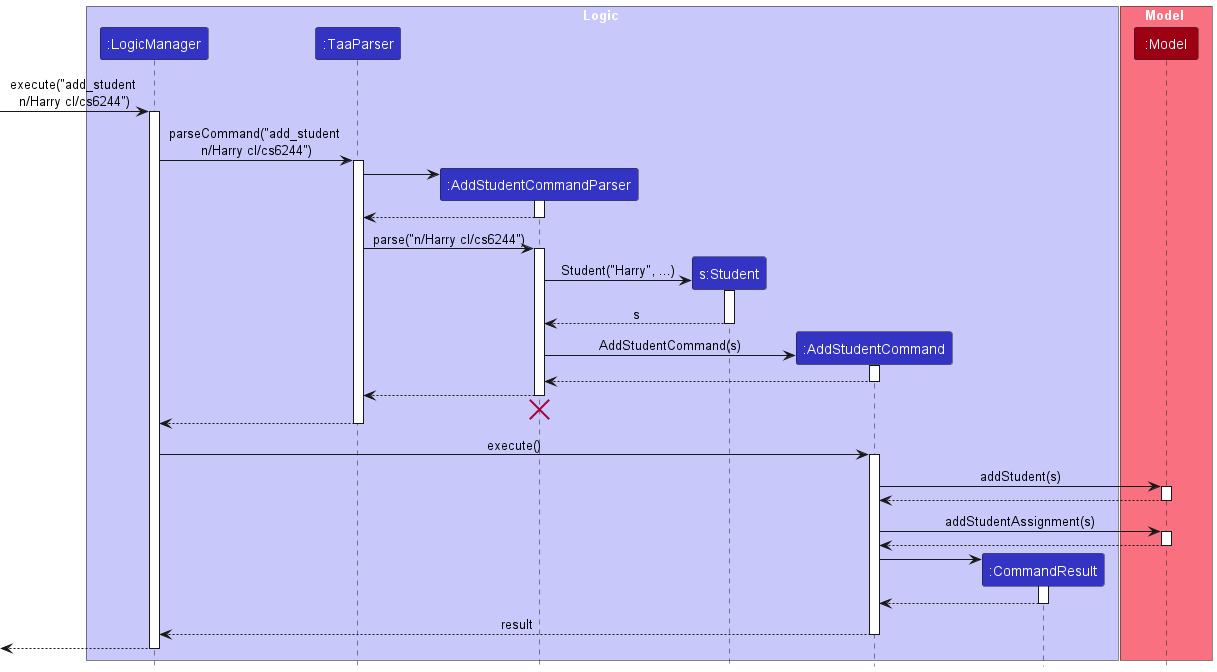 Logic
Model
:LogicManager
:TaaParser
:Model
execute("add_student
n/Harry cl/cs6244")
parseCommand("add_student
n/Harry cl/cs6244")
:AddStudentCommandParser
parse("n/Harry cl/cs6244")
Student("Harry", ...)
s:Student
s
AddStudentCommand(s)
:AddStudentCommand
execute()
addStudent(s)
addStudentAssignment(s)
:CommandResult
result